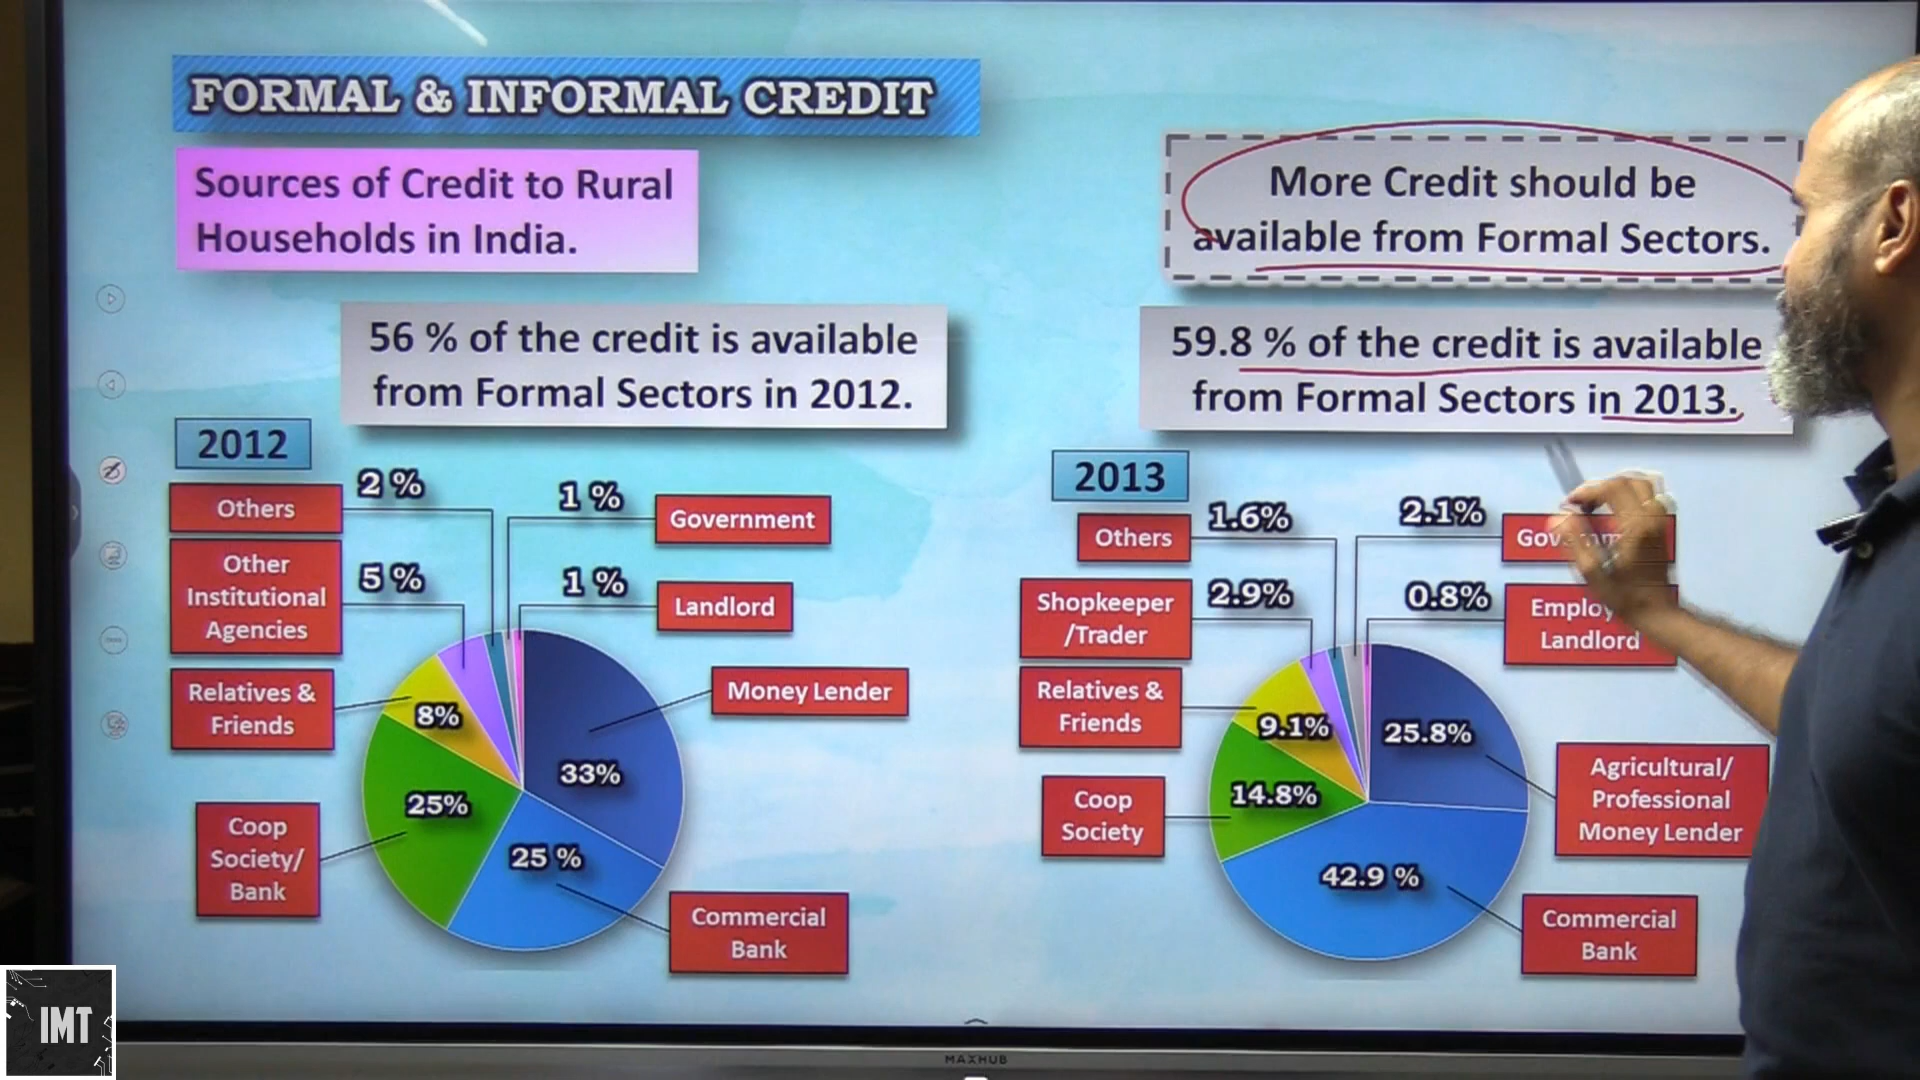 FORMAL & INFORMAL CREDIT
Sources of Credit to Rural
Households in India.
More Credit should be
available from Formal Sectors.
56 % of the credit is available
from Formal Sectors in 2012.
59.8 % of the credit is available
from Formal Sectors in 2013.
2012
Others
2 %
1 %
Government
Other
Institutional
Agencies
5 %
1 %
Landlord
Relatives &
Friends
8%
Money Lender
33%
25%
Coop
Society/
Bank
25 %
Commercial
Bank
2013
Others
1.6%
2.1%
Shopkeeper
/Trader
2.9%
0.8%
Landlord
Relatives &
Friends
9.1%
25.8%
Agricultural/
Professional
Money Lender
Coop
Society
14.8%
42.9 %
Commercial
Bank
IMT
MAXHUB